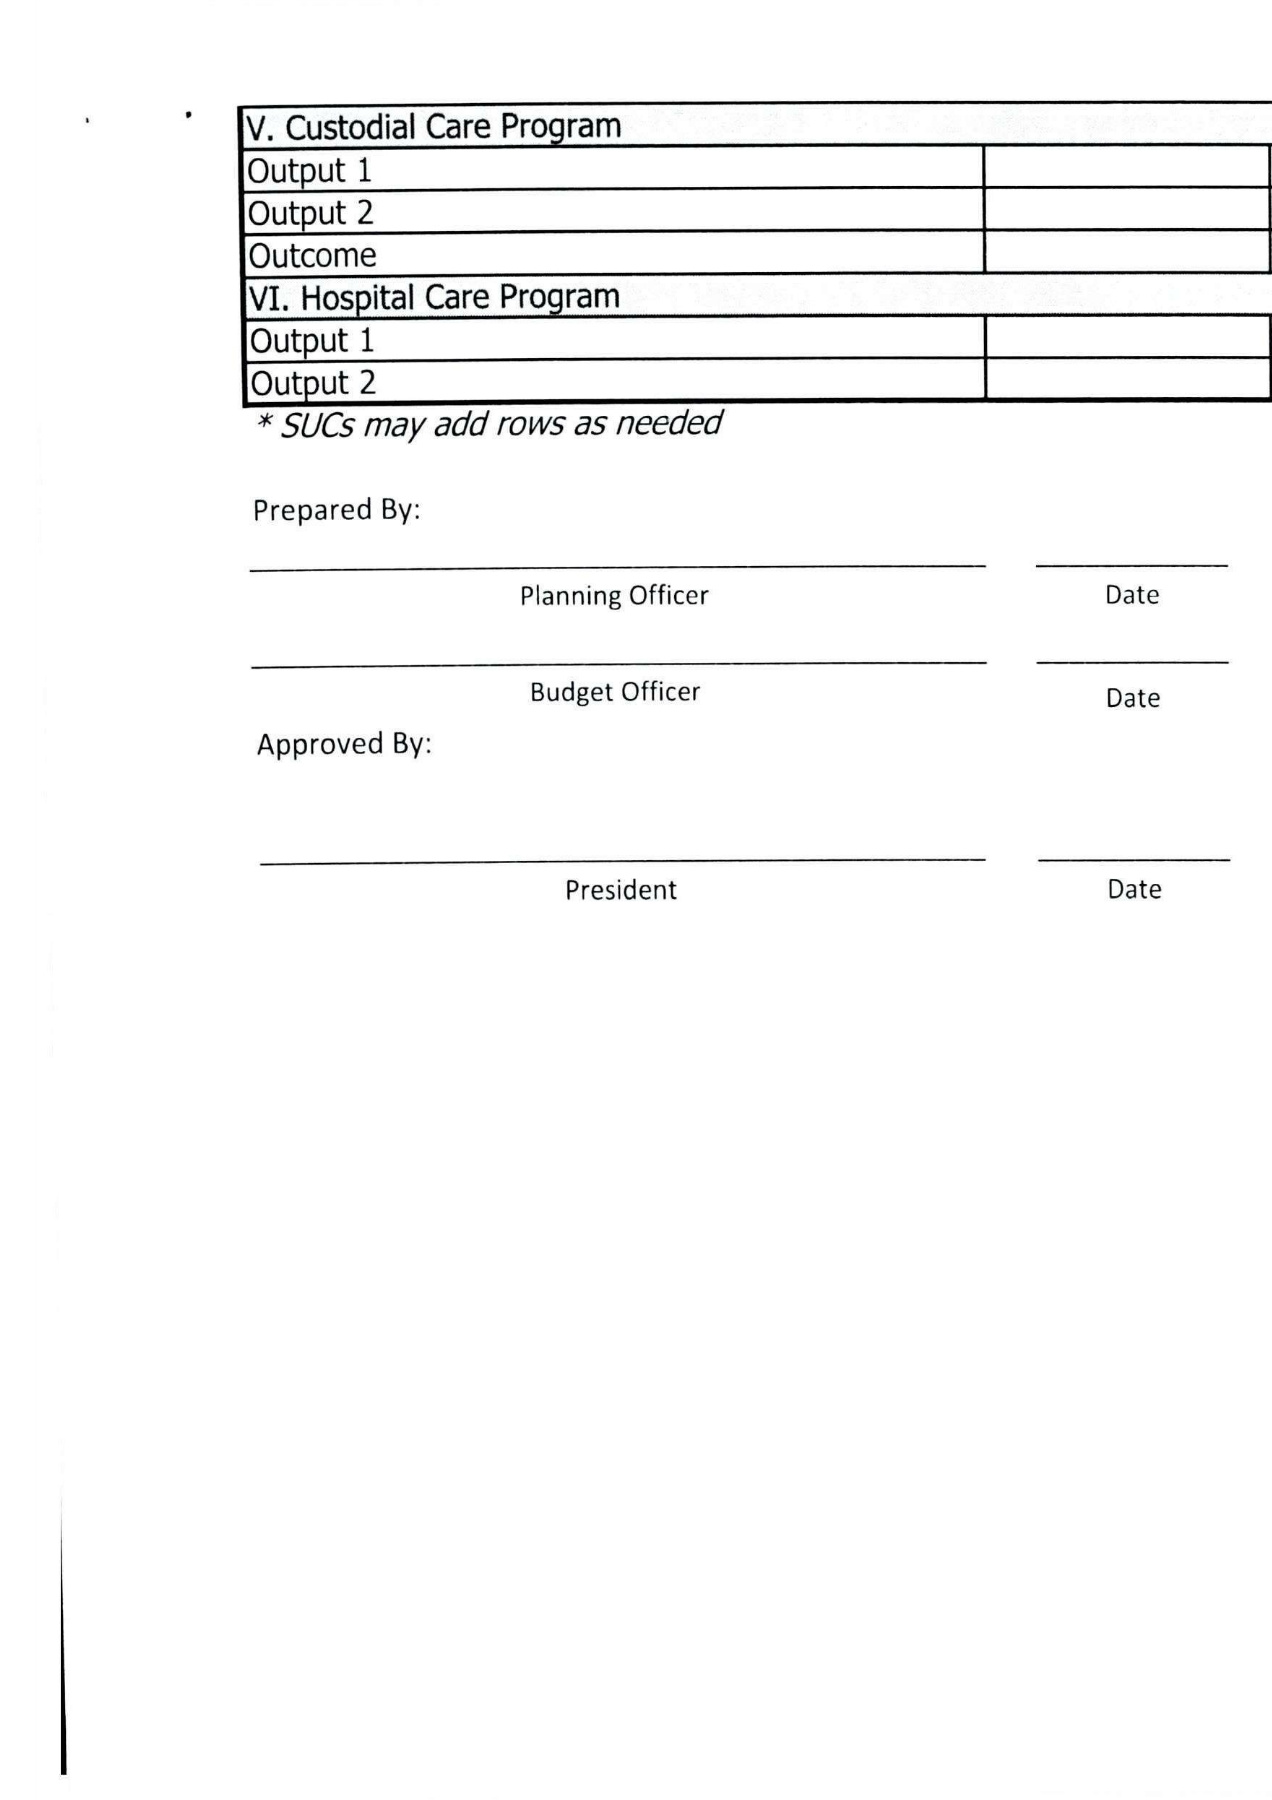 V. Custodial Care Program
Output 1
Output 2
Outcome
VI. Hospital Care Program
Output 1
Output 2
* SUCs may add rows as needed
Prepared By:
Planning Officer Date
Budget Officer Date
Approved By:
President Date